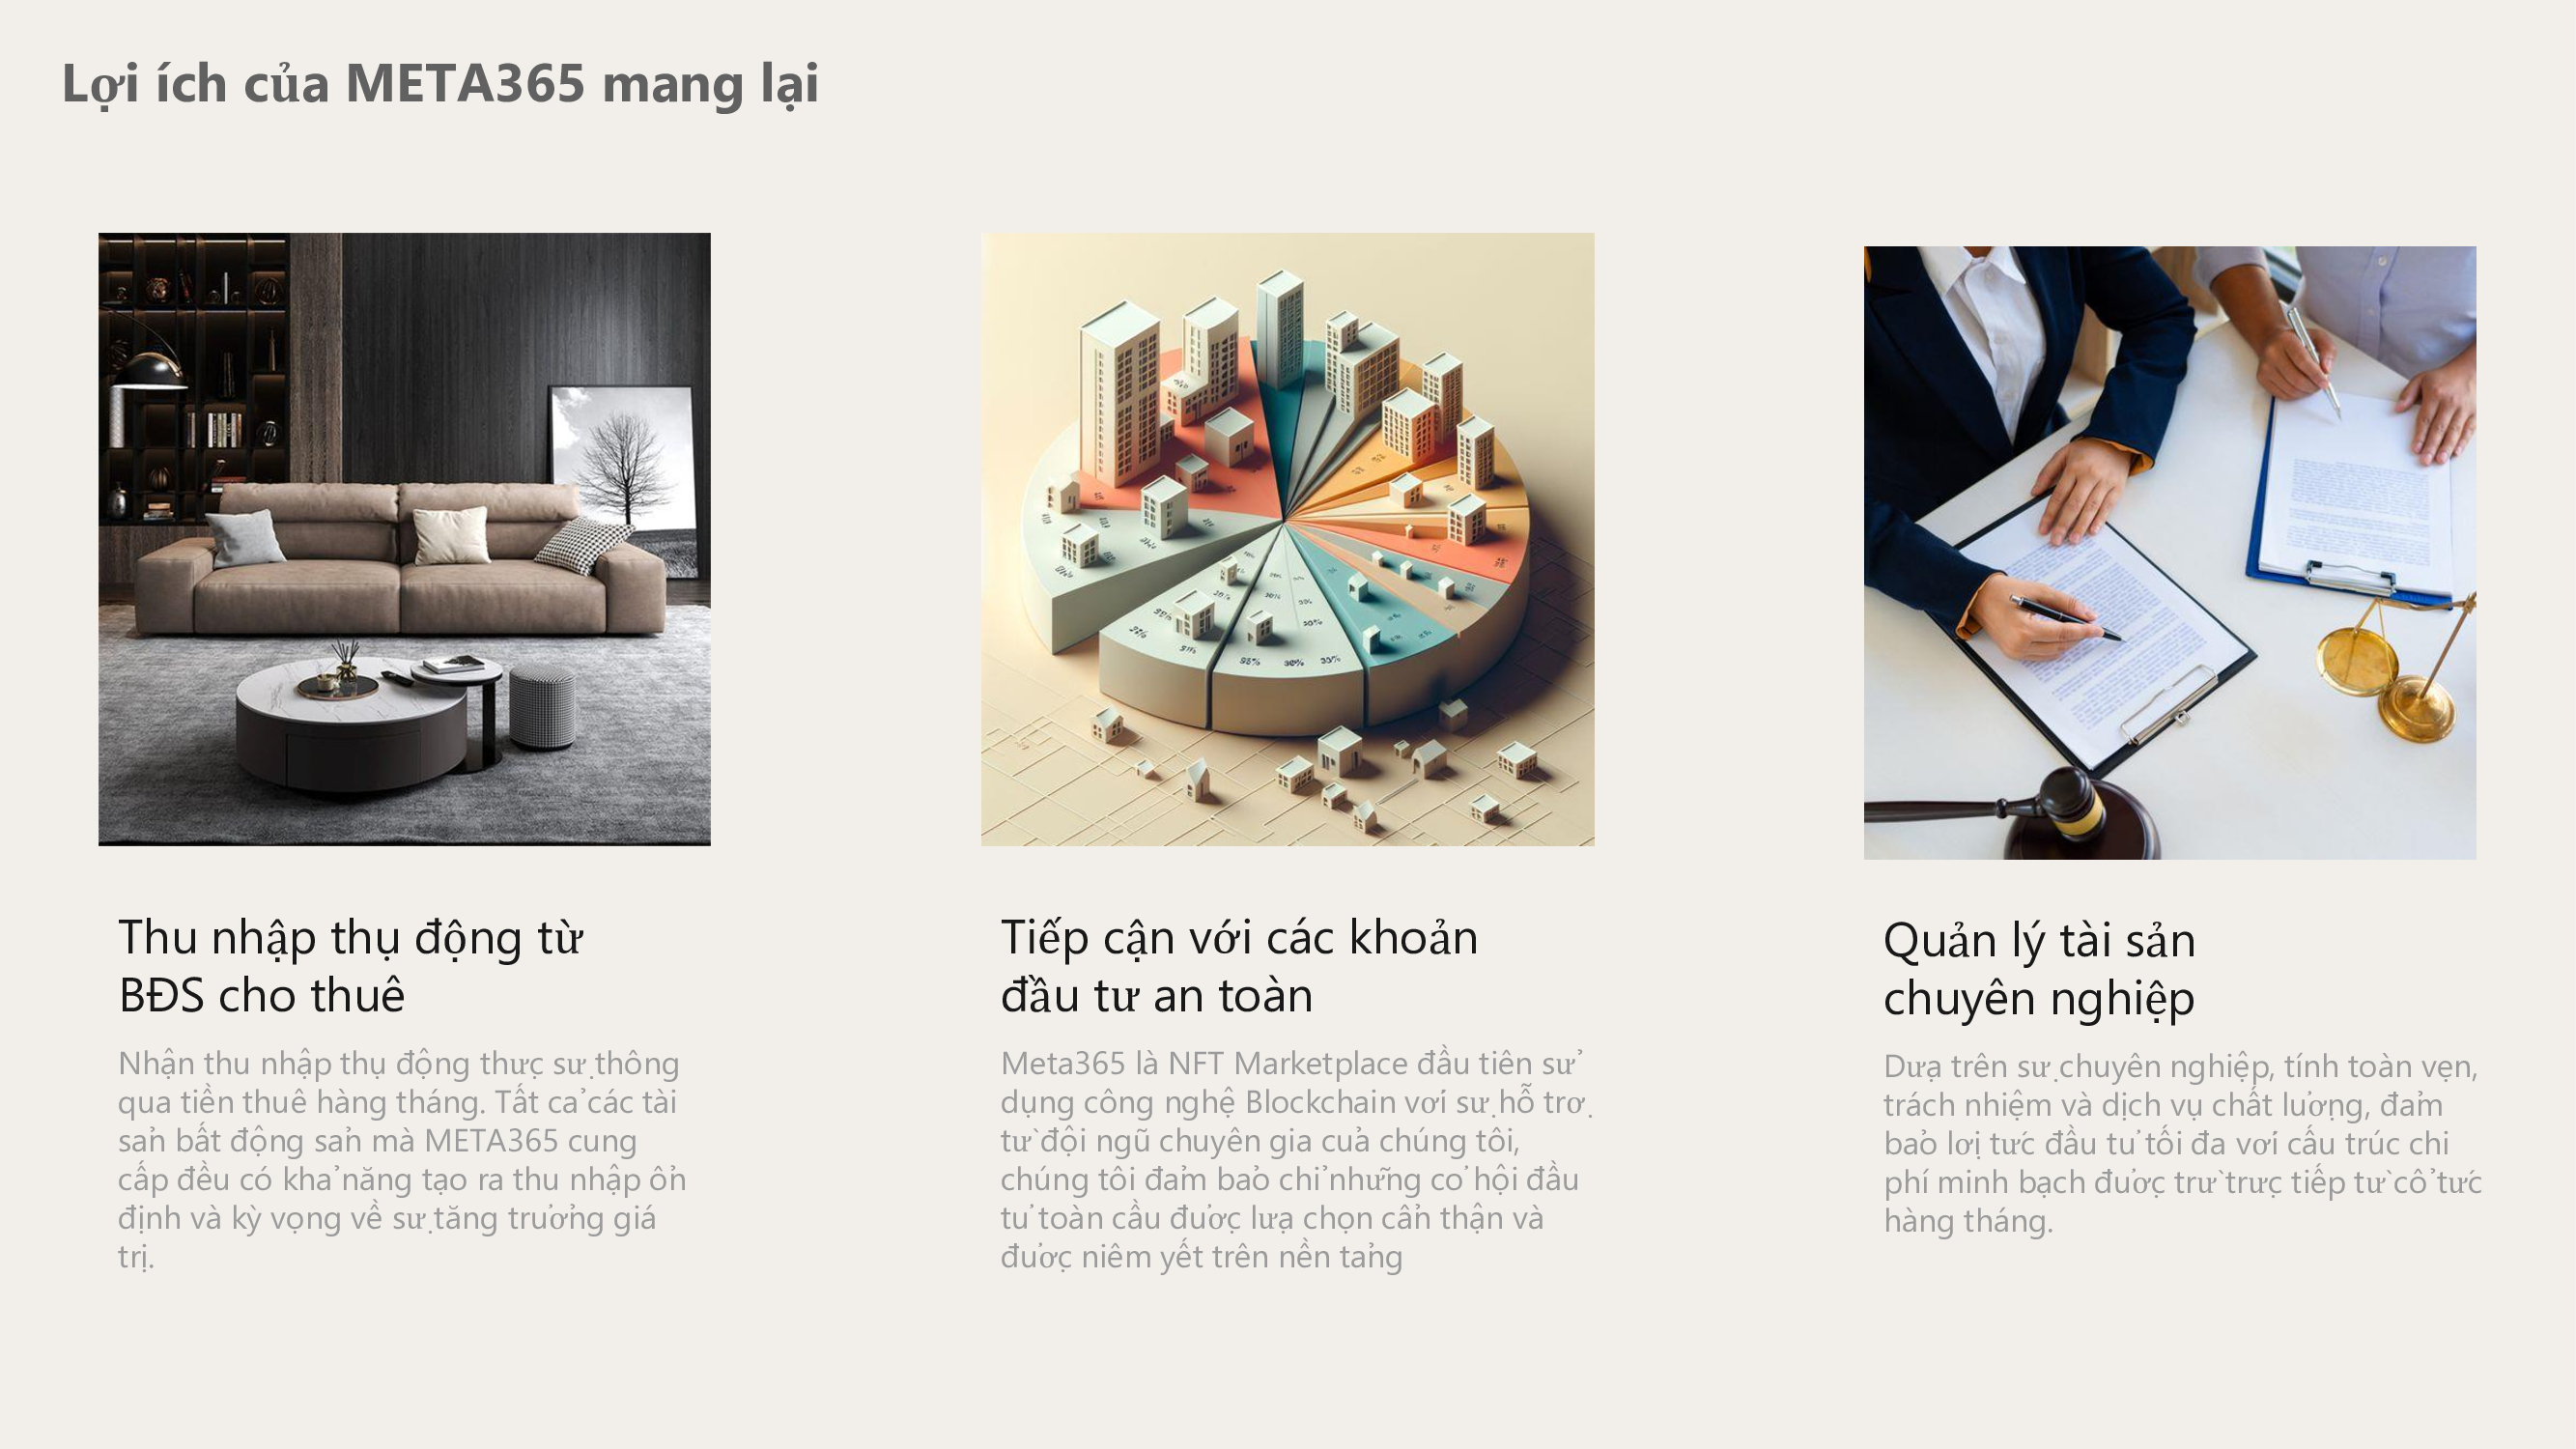 Lợi ích của META365 mang lại
Thu nhập thụ động từ
BĐS cho thuê
Nhận thu nhập thụ động thực sự thông
qua tiền thuê hàng tháng. Tất cả các tài
sản bất động sản mà META365 cung
cấp đều có khả năng tạo ra thu nhập ổn
định và kỳ vọng về sự tăng trưởng giá
trị.
Tiếp cận với các khoản
đầu tư an toàn
Meta365 là NFT Marketplace đầu tiên sử
dụng công nghệ Blockchain với sự hỗ trợ
từ đội ngũ chuyên gia của chúng tôi,
chúng tôi đảm bảo chỉ những cơ hội đầu
tư toàn cầu được lựa chọn cẩn thận và
được niêm yết trên nền tảng
Quản lý tài sản
chuyên nghiệp
Dựa trên sự chuyên nghiệp, tính toàn vẹn,
trách nhiệm và dịch vụ chất lượng, đảm
bảo lợi tức đầu tư tối đa với cấu trúc chi
phí minh bạch được trừ trực tiếp từ cổ tức
hàng tháng.